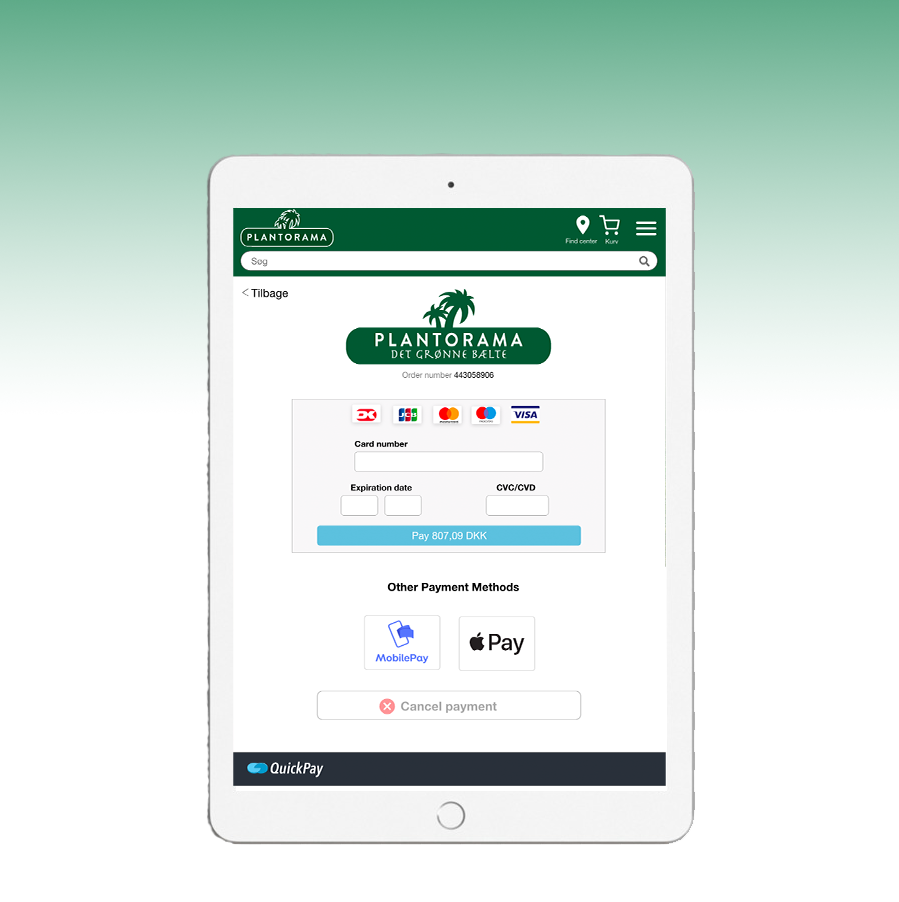 PLANTORAMA
Find center
Kurv
Søg
< Tilbage
PLANTORAMA
DET GRØNNE BÆLTE
Order number 443058906
JCB
VISA
Card number
Expiration date
CVC/CVD
Pay 807,09 DKK
Other Payment Methods
MobilePay
Pay
Cancel payment
QuickPay